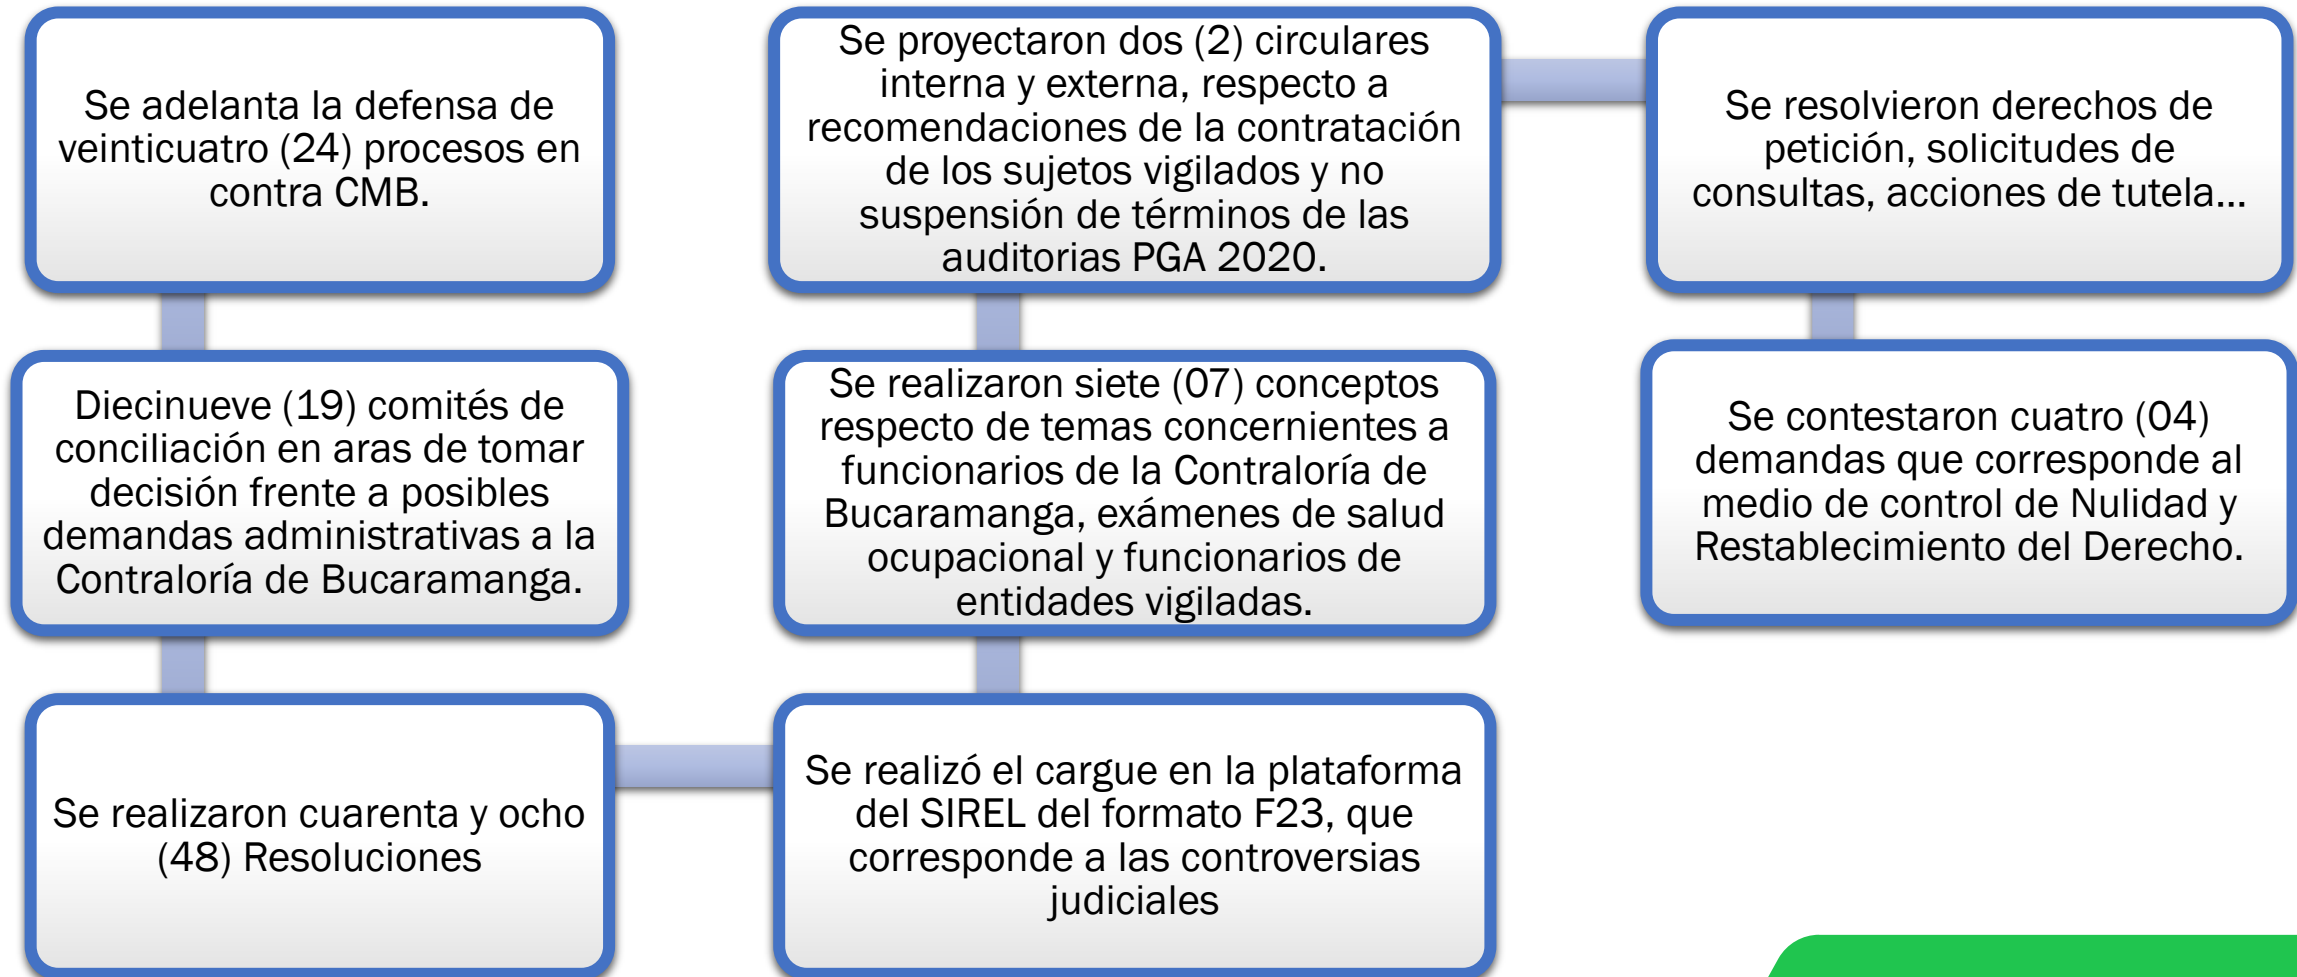 Se adelanta la defensa de
veinticuatro (24) procesos en
contra CMB.
Diecinueve (19) comités de
conciliación en aras de tomar
decisión frente a posibles
demandas administrativas a la
Contraloría de Bucaramanga.
Se realizaron cuarenta y ocho
(48) Resoluciones
Se realizó el cargue en la plataforma
del SIREL del formato F23, que
corresponde a las controversias
judiciales
Se realizaron siete (07) conceptos
respecto de temas concernientes a
funcionarios de la Contraloría de
Bucaramanga, exámenes de salud
ocupacional y funcionarios de
entidades vigiladas.
Se proyectaron dos (2) circulares
interna y externa, respecto a
recomendaciones de la contratación
de los sujetos vigilados y no
suspensión de términos de las
auditorias PGA 2020.
Se resolvieron derechos de
petición, solicitudes de
consultas, acciones de tutela...
Se contestaron cuatro (04)
demandas que corresponde al
medio de control de Nulidad y
Restablecimiento del Derecho.